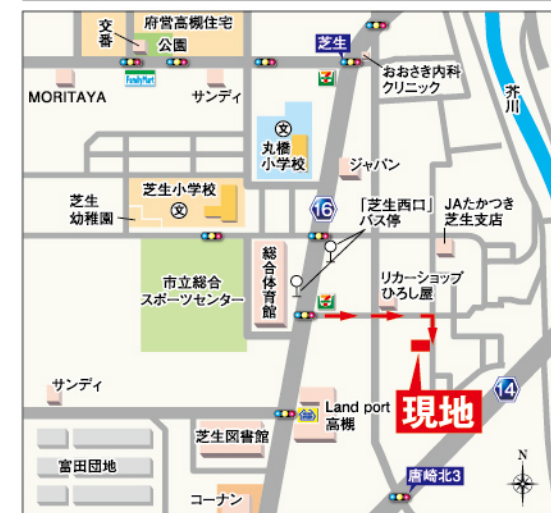 府営高槻住宅
交番
公園
芝生
FamilyMart
MORITAYA
サンディ
おおさき内科
クリニック
芥川
文
丸橋
小学校
ジャパン
芝生小学校
文
芝生
幼稚園
16
「芝生西口」
バス停
JAたかつき
芝生支店
市立総合
スポーツセンター
総合体育館
リカーショップ
ひろし屋
サンディ
Land port
高槻
現地
14
芝生図書館
富田団地
コーナン
唐崎北3
N